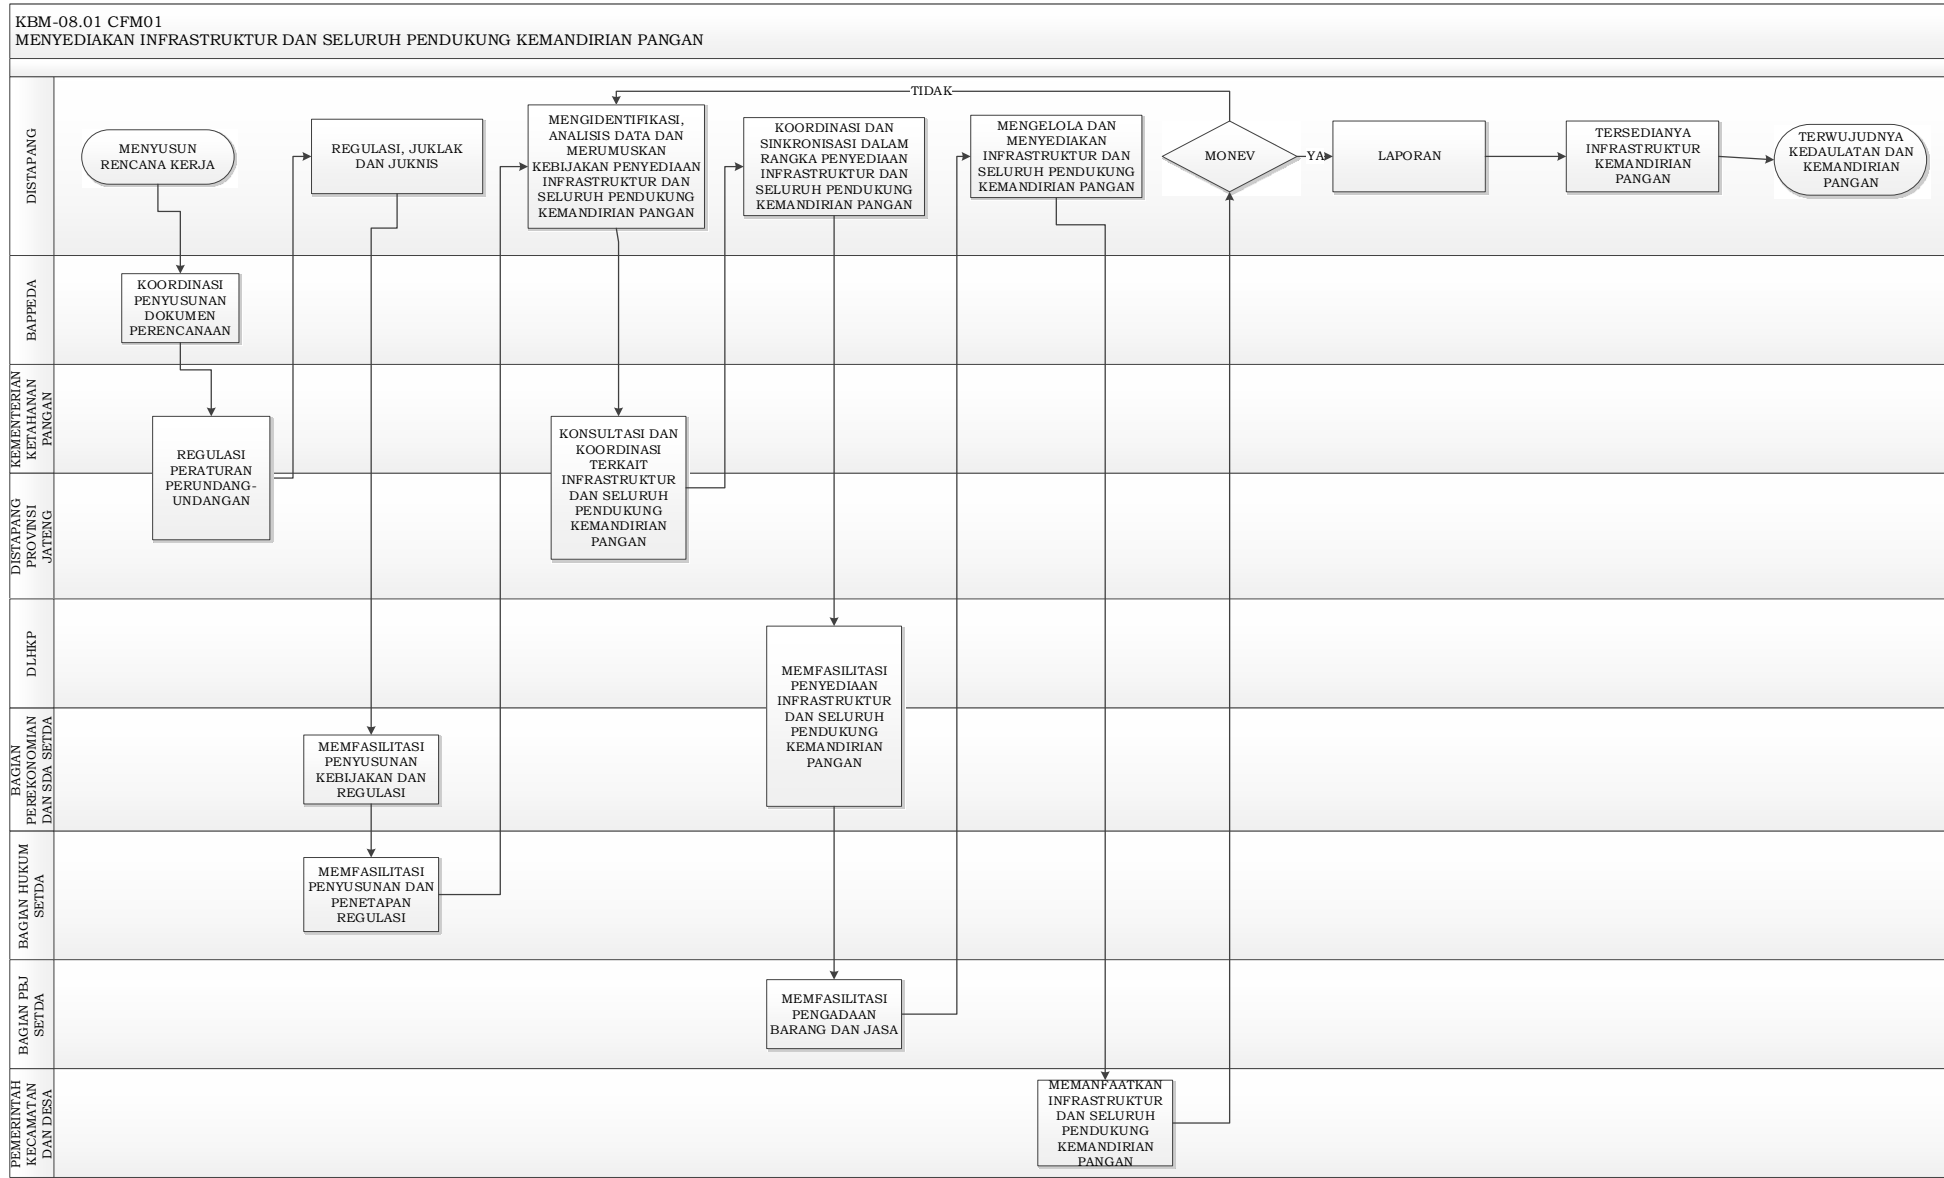 KBM-08.01 CFM01
MENYEDIAKAN INFRASTRUKTUR DAN SELURUH PENDUKUNG KEMANDIRIAN PANGAN
DISTAPANG
MENYUSUN
RENCANA KERJA
REGULASI, JUKLAK
DAN JUKNIS
MENGIDENTIFIKASI,
ANALISIS DATA DAN
MERUMUSKAN
KEBIJAKAN PENYEDIAAN
INFRASTRUKTUR DAN
SELURUH PENDUKUNG
KEMANDIRIAN PANGAN
TIDAK
KOORDINASI DAN
SINKRONISASI DALAM
RANGKA PENYEDIAAN
INFRASTRUKTUR DAN
SELURUH PENDUKUNG
KEMANDIRIAN PANGAN
MENGELOLA DAN
MENYEDIAKAN
INFRASTRUKTUR DAN
SELURUH PENDUKUNG
KEMANDIRIAN PANGAN
MONEV
YA
LAPORAN
TERSEDIANYA
INFRASTRUKTUR
KEMANDIRIAN
PANGAN
TERWUJUDNYA
KEDAULATAN DAN
KEMANDIRIAN
PANGAN
BAPPEDA
KOORDINASI
PENYUSUNAN
DOKUMEN
PERENCANAAN
KEMENTERIAN
KETAHANAN
PANGAN
REGULASI
PERATURAN
PERUNDANG-
UNDANGAN
KONSULTASI DAN
KOORDINASI
TERKAIT
INFRASTRUKTUR
DAN SELURUH
PENDUKUNG
KEMANDIRIAN
PANGAN
DISTAPANG
PROVINSI
JATENG
DLHKP
MEMFASILITASI
PENYEDIAAN
INFRASTRUKTUR
DAN SELURUH
PENDUKUNG
KEMANDIRIAN
PANGAN
BAGIAN
PEREKONOMIAN
DAN SDA SETDA
MEMFASILITASI
PENYUSUNAN
KEBIJAKAN DAN
REGULASI
BAGIAN HUKUM
SETDA
MEMFASILITASI
PENYUSUNAN DAN
PENETAPAN
REGULASI
BAGIAN PBJ
SETDA
MEMFASILITASI
PENGADAAN
BARANG DAN JASA
PEMERINTAH
KECAMATAN
DAN DESA
MEMANFAATKAN
INFRASTRUKTUR
DAN SELURUH
PENDUKUNG
KEMANDIRIAN
PANGAN